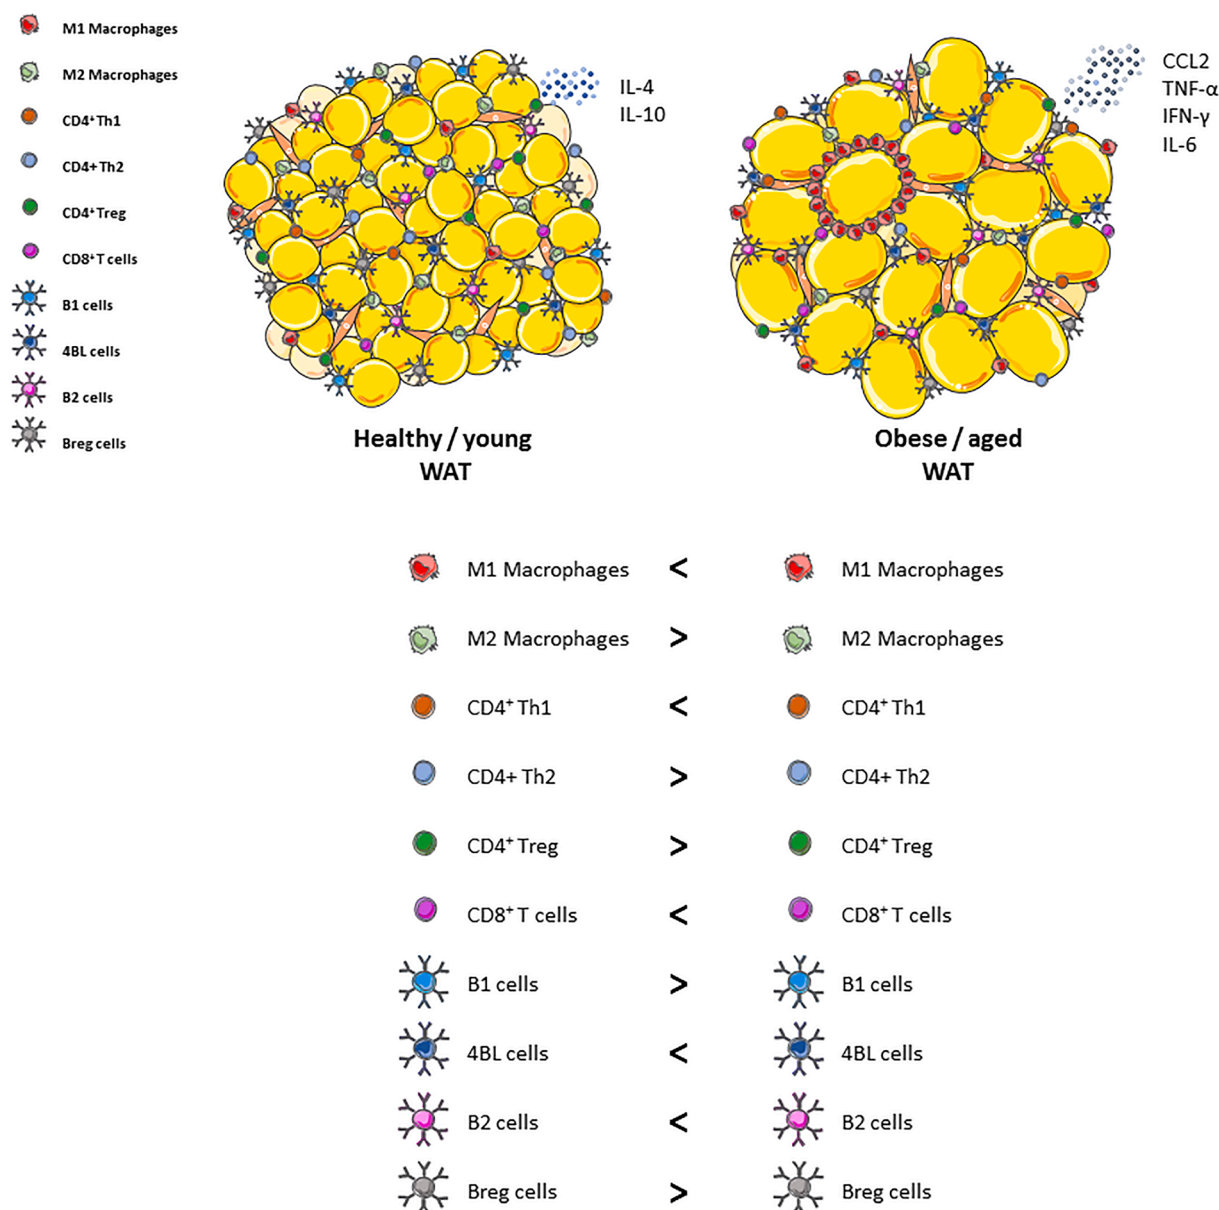 M1 Macrophages
M2 Macrophages
CD4⁺Th1
CD4+ Th2
CD4⁺Treg
CD8⁺T cells
B1 cells
4BL cells
B2 cells
Breg cells
IL-4
IL-10
CCL2
TNF-α
IFN-γ
IL-6
Healthy / young
WAT
Obese / aged
WAT
M1 Macrophages < M1 Macrophages
M2 Macrophages > M2 Macrophages
CD4⁺ Th1 < CD4⁺ Th1
CD4+ Th2 > CD4+ Th2
CD4⁺ Treg > CD4⁺ Treg
CD8⁺ T cells < CD8⁺ T cells
B1 cells > B1 cells
4BL cells < 4BL cells
B2 cells < B2 cells
Breg cells > Breg cells